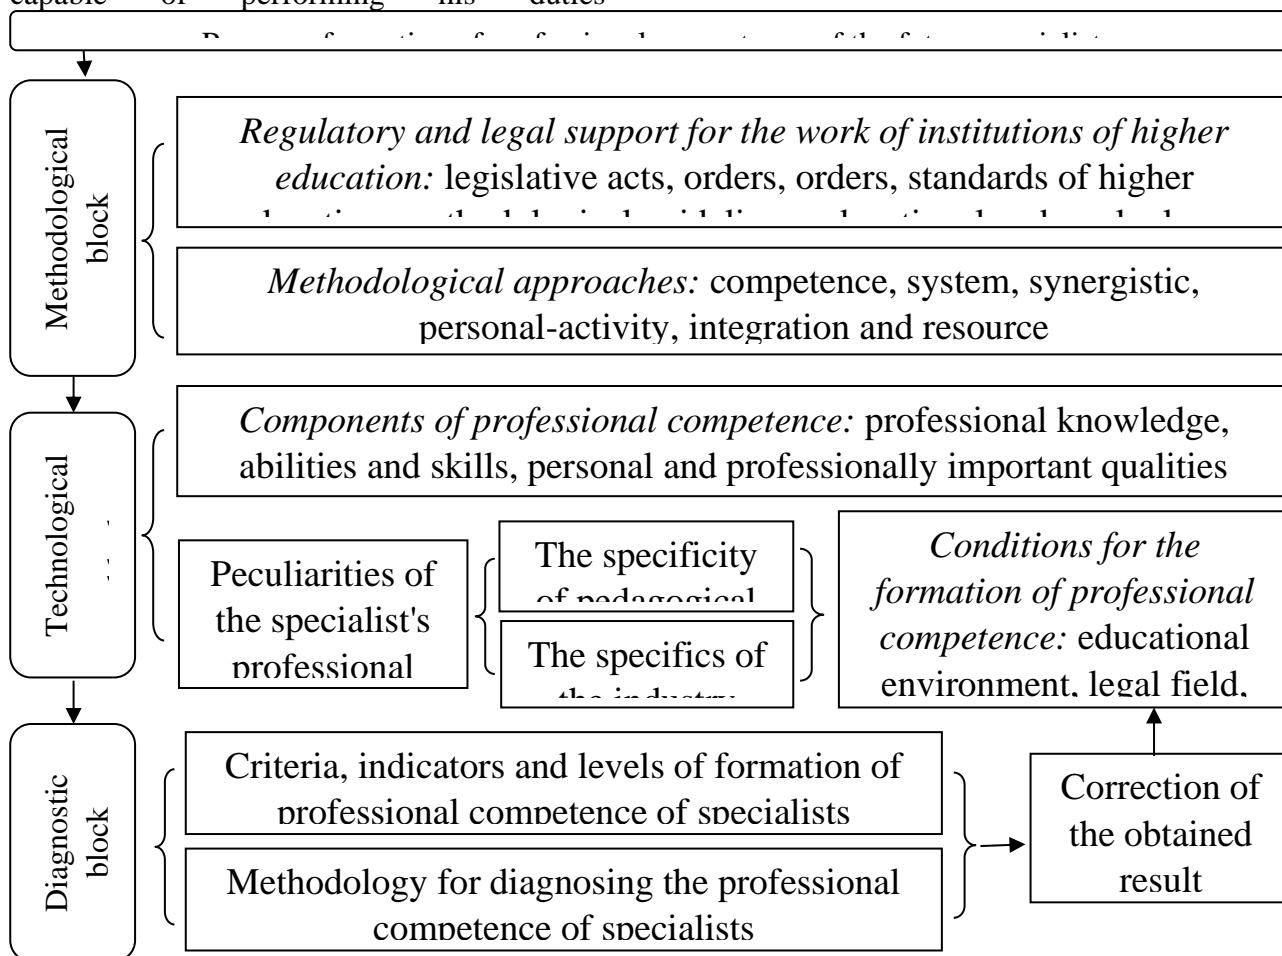 capable of performing his duties
Methodological
block
Regulatory and legal support for the work of institutions of higher
education: legislative acts, orders, orders, standards of higher
Methodological approaches: competence, system, synergistic,
personal-activity, integration and resource
Technological
Components of professional competence: professional knowledge,
abilities and skills, personal and professionally important qualities
Peculiarities of
the specialist's
professional
The specificity
of pedagogical
The specifics of
the industry
Conditions for the
formation of professional
competence: educational
environment, legal field,
Diagnostic
block
Criteria, indicators and levels of formation of
professional competence of specialists
Methodology for diagnosing the professional
competence of specialists
Correction of
the obtained
result